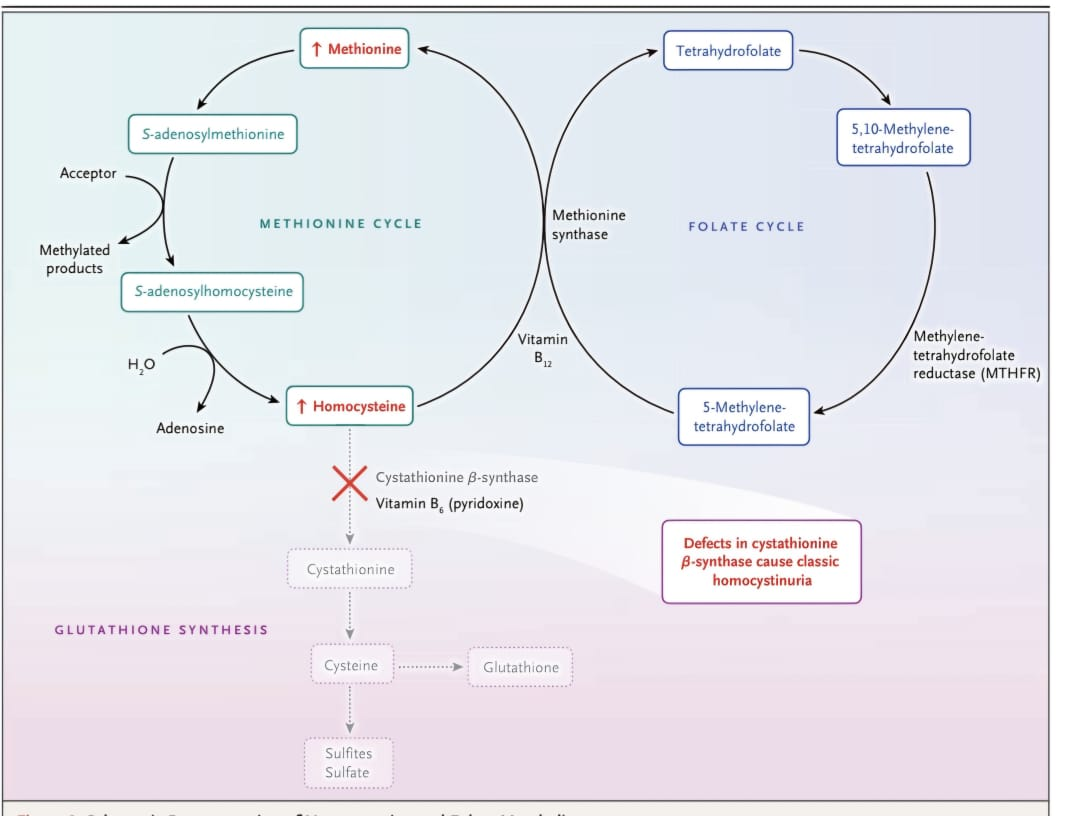 ↑ Methionine
Tetrahydrofolate
S-adenosylmethionine
5,10-Methylene-
tetrahydrofolate
Acceptor
METHIONINE CYCLE
Methionine
synthase
FOLATE CYCLE
Methylated
products
S-adenosylhomocysteine
H₂O
Vitamin
B₁₂
Methylene-
tetrahydrofolate
reductase (MTHFR)
↑ Homocysteine
5-Methylene-
tetrahydrofolate
Adenosine
Cystathionine β-synthase
Vitamin B₆ (pyridoxine)
Defects in cystathionine
β-synthase cause classic
homocystinuria
Cystathionine
GLUTATHIONE SYNTHESIS
Cysteine
Glutathione
Sulfites
Sulfate